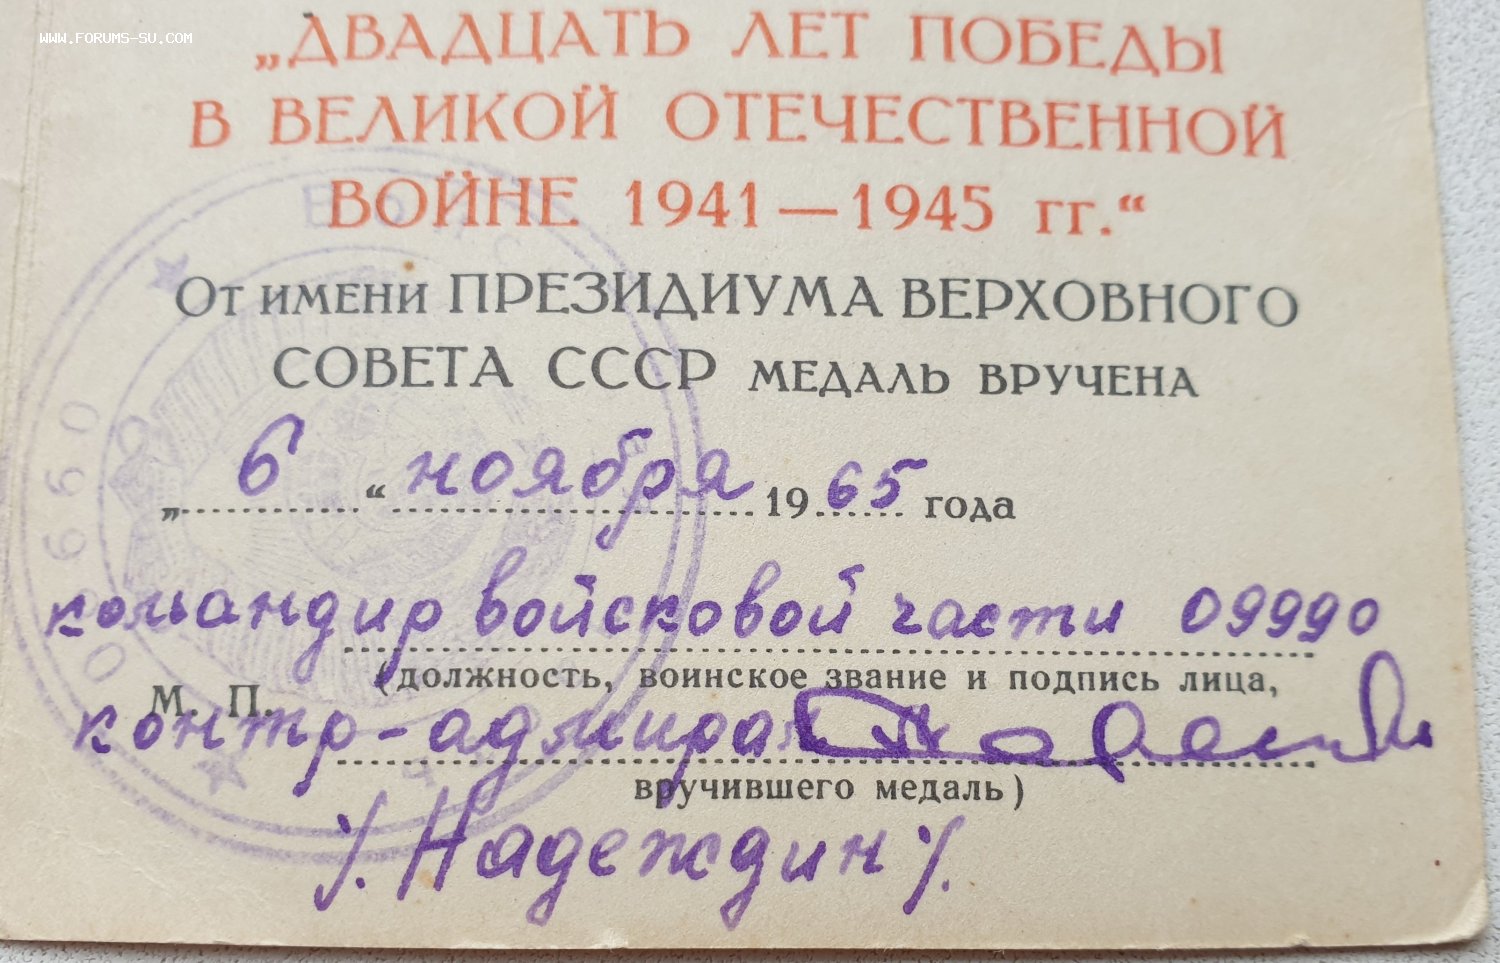 WWW.FORUMS-SU.COM
„ДВАДЦАТЬ ЛЕТ ПОБЕДЫ
В ВЕЛИКОЙ ОТЕЧЕСТВЕННОЙ
ВОЙНЕ 1941—1945 гг.“
От имени ПРЕЗИДИУМА ВЕРХОВНОГО
СОВЕТА СССР МЕДАЛЬ ВРУЧЕНА
„6“ ноября 1965 года
командир войсковой части 09990
(должность, воинское звание и подпись лица,
М. П.
контр-адмирал
вручившего медаль)
/. Надеждин /.